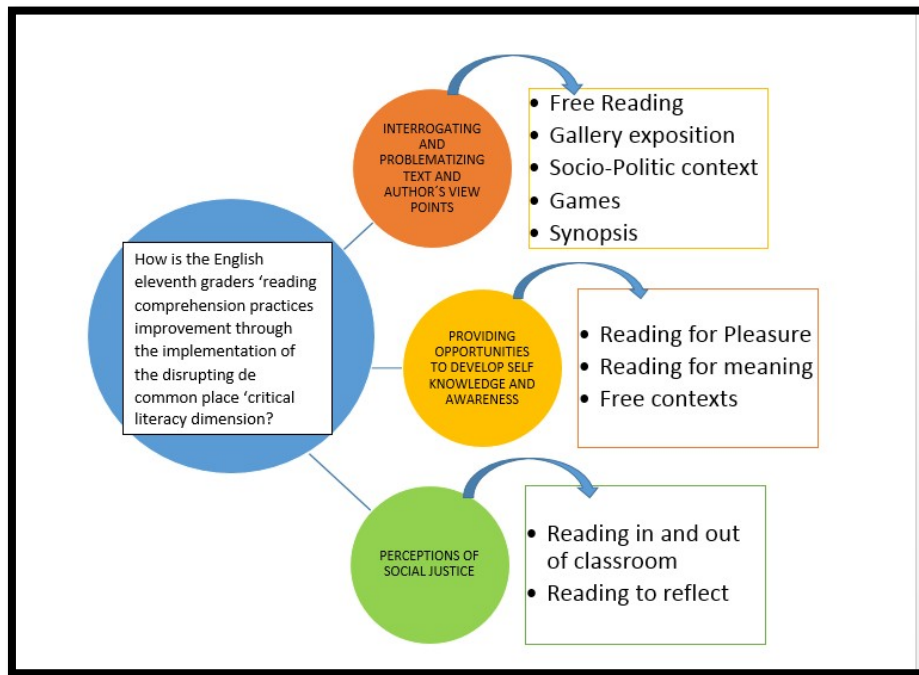 How is the English
eleventh graders ‘reading
comprehension practices
improvement through
the implementation of
the disrupting de
common place ‘critical
literacy dimension?
INTERROGATING
AND
PROBLEMATIZING
TEXT AND
AUTHOR´S VIEW
POINTS
• Free Reading
• Gallery exposition
• Socio-Politic context
• Games
• Synopsis
PROVIDING
OPPORTUNITIES
TO DEVELOP SELF
KNOWLEDGE AND
AWARENESS
• Reading for Pleasure
• Reading for meaning
• Free contexts
PERCEPTIONS OF
SOCIAL JUSTICE
• Reading in and out
of classroom
• Reading to reflect